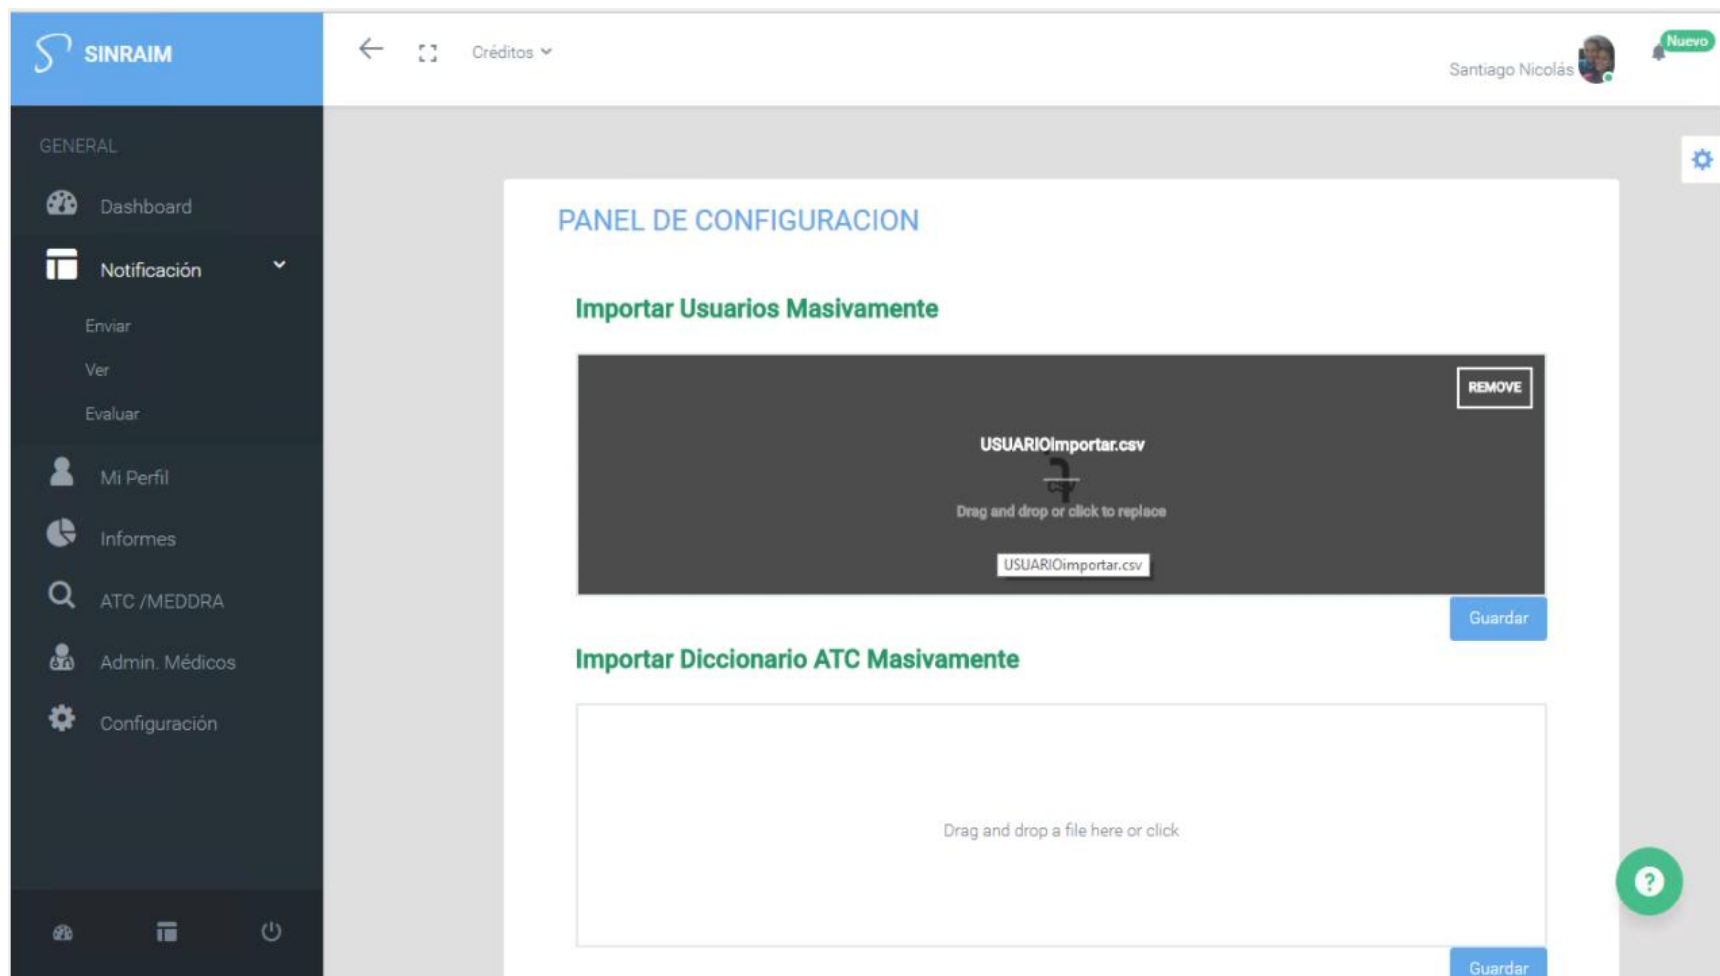 SINRAIM
Créditos
Santiago Nicolás
Nuevo
GENERAL
Dashboard
Notificación
Enviar
Ver
Evaluar
Mi Perfil
Informes
ATC /MEDDRA
Admin. Médicos
Configuración
PANEL DE CONFIGURACION
Importar Usuarios Masivamente
REMOVE
USUARIOimportar.csv
CSV
Drag and drop or click to replace
USUARIOimportar.csv
Guardar
Importar Diccionario ATC Masivamente
Drag and drop a file here or click
Guardar